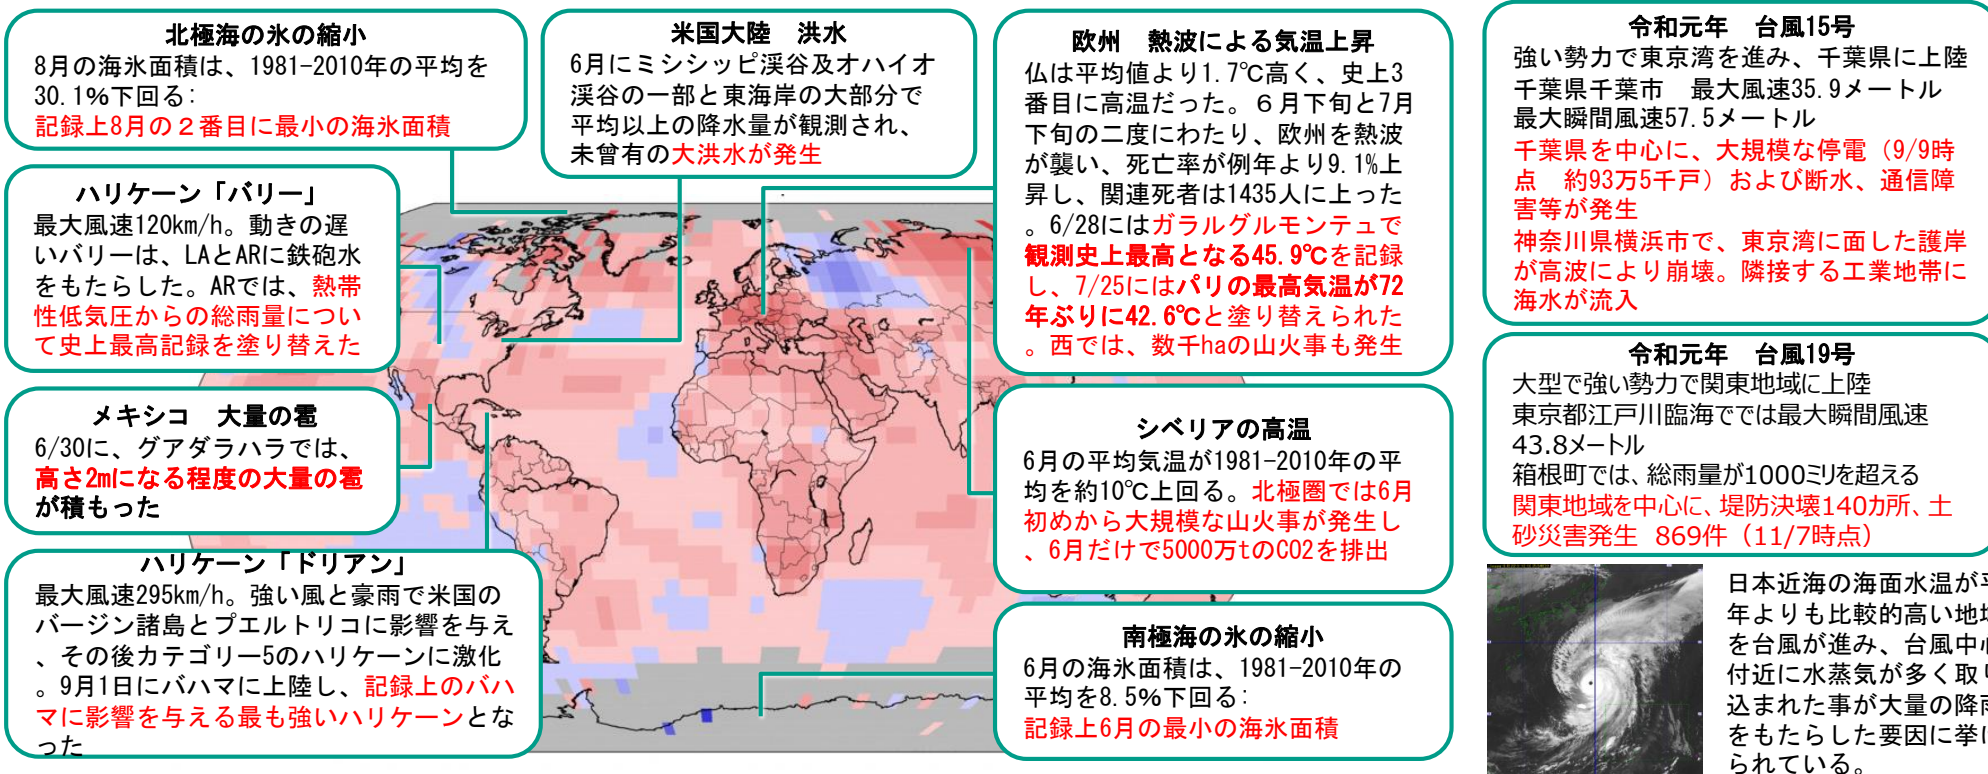 北極海の氷の縮小
8月の海氷面積は、1981-2010年の平均を
30.1%下回る:
記録上8月の２番目に最小の海氷面積
米国大陸　洪水
6月にミシシッピ渓谷及オハイオ
渓谷の一部と東海岸の大部分で
平均以上の降水量が観測され、
未曾有の大洪水が発生
欧州　熱波による気温上昇
仏は平均値より1.7℃高く、史上3
番目に高温だった。６月下旬と7月
下旬の二度にわたり、欧州を熱波
が襲い、死亡率が例年より9.1%上
昇し、関連死者は1435人に上った
。6/28にはガラルグルモンテュで
観測史上最高となる45.9℃を記録
し、7/25にはパリの最高気温が72
年ぶりに42.6℃と塗り替えられた
。西では、数千haの山火事も発生
ハリケーン「バリー」
最大風速120km/h。動きの遅
いバリーは、LAとARに鉄砲水
をもたらした。ARでは、熱帯
性低気圧からの総雨量につい
て史上最高記録を塗り替えた
メキシコ　大量の雹
6/30に、グアダラハラでは、
高さ2mになる程度の大量の雹
が積もった
ハリケーン「ドリアン」
最大風速295km/h。強い風と豪雨で米国の
バージン諸島とプエルトリコに影響を与え
、その後カテゴリー5のハリケーンに激化
。9月1日にバハマに上陸し、記録上のバハ
マに影響を与える最も強いハリケーンとな
った
シベリアの高温
6月の平均気温が1981-2010年の平
均を約10℃上回る。北極圏では6月
初めから大規模な山火事が発生し
、6月だけで5000万tのCO2を排出
南極海の氷の縮小
6月の海氷面積は、1981-2010年の
平均を8.5%下回る:
記録上6月の最小の海氷面積
令和元年　台風15号
強い勢力で東京湾を進み、千葉県に上陸
千葉県千葉市　最大風速35.9メートル
最大瞬間風速57.5メートル
千葉県を中心に、大規模な停電（9/9時
点　約93万5千戸）および断水、通信障
害等が発生
神奈川県横浜市で、東京湾に面した護岸
が高波により崩壊。隣接する工業地帯に
海水が流入
令和元年　台風19号
大型で強い勢力で関東地域に上陸
東京都江戸川臨海ででは最大瞬間風速
43.8メートル
箱根町では、総雨量が1000ミリを超える
関東地域を中心に、堤防決壊140カ所、土
砂災害発生 869件（11/7時点）
日本近海の海面水温が平
年よりも比較的高い地域
を台風が進み、台風中心
付近に水蒸気が多く取り
込まれた事が大量の降雨
をもたらした要因に挙げ
られている。